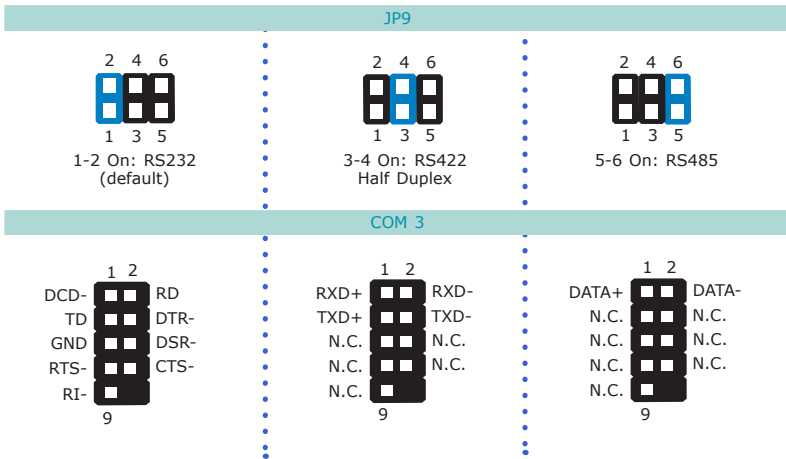 JP9
2 4 6
1 3 5
1-2 On: RS232
(default)
2 4 6
1 3 5
3-4 On: RS422
Half Duplex
2 4 6
1 3 5
5-6 On: RS485
COM 3
1 2
DCD- RD
TD DTR-
GND DSR-
RTS- CTS-
RI-
9
1 2
RXD+ RXD-
TXD+ TXD-
N.C. N.C.
N.C. N.C.
N.C.
9
1 2
DATA+ DATA-
N.C. N.C.
N.C. N.C.
N.C. N.C.
N.C.
9